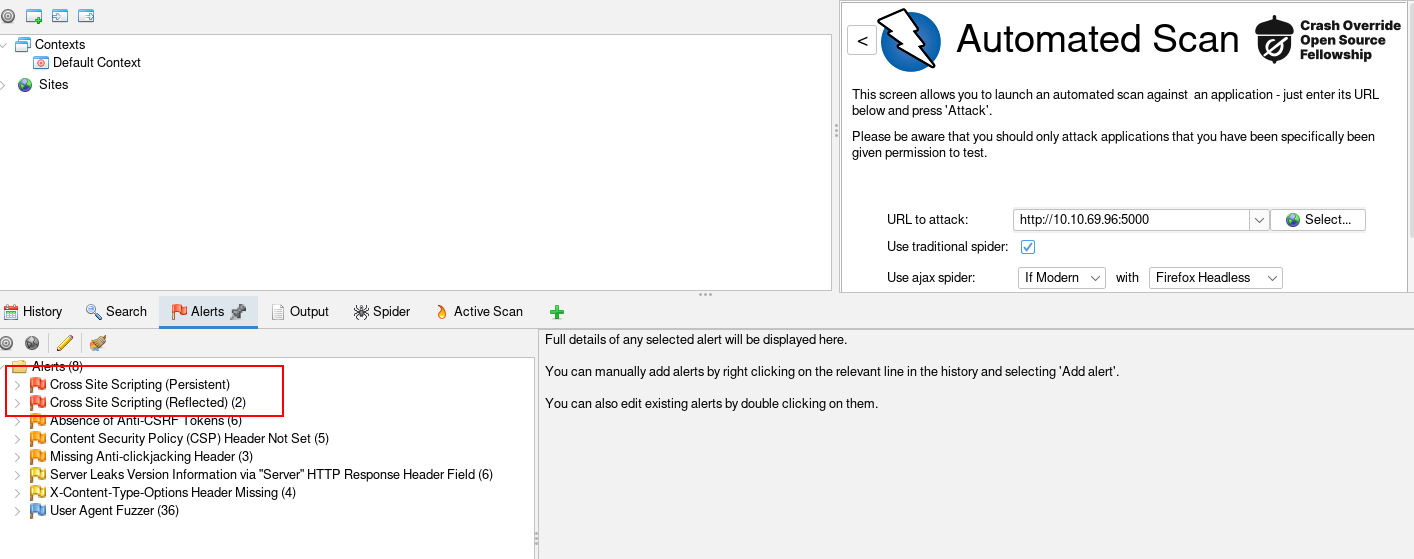 Contexts
Default Context
Sites
<
Automated Scan
Crash Override
Open Source
Fellowship
This screen allows you to launch an automated scan against  an application - just enter its URL
below and press 'Attack'.
Please be aware that you should only attack applications that you have been specifically been
given permission to test.
URL to attack: http://10.10.69.96:5000 Select...
Use traditional spider:
Use ajax spider: If Modern with Firefox Headless
History Search Alerts Output Spider Active Scan
Alerts (8)
Cross Site Scripting (Persistent)
Cross Site Scripting (Reflected) (2)
Absence of Anti-CSRF Tokens (6)
Content Security Policy (CSP) Header Not Set (5)
Missing Anti-clickjacking Header (3)
Server Leaks Version Information via "Server" HTTP Response Header Field (6)
X-Content-Type-Options Header Missing (4)
User Agent Fuzzer (36)
Full details of any selected alert will be displayed here.
You can manually add alerts by right clicking on the relevant line in the history and selecting 'Add alert'.
You can also edit existing alerts by double clicking on them.